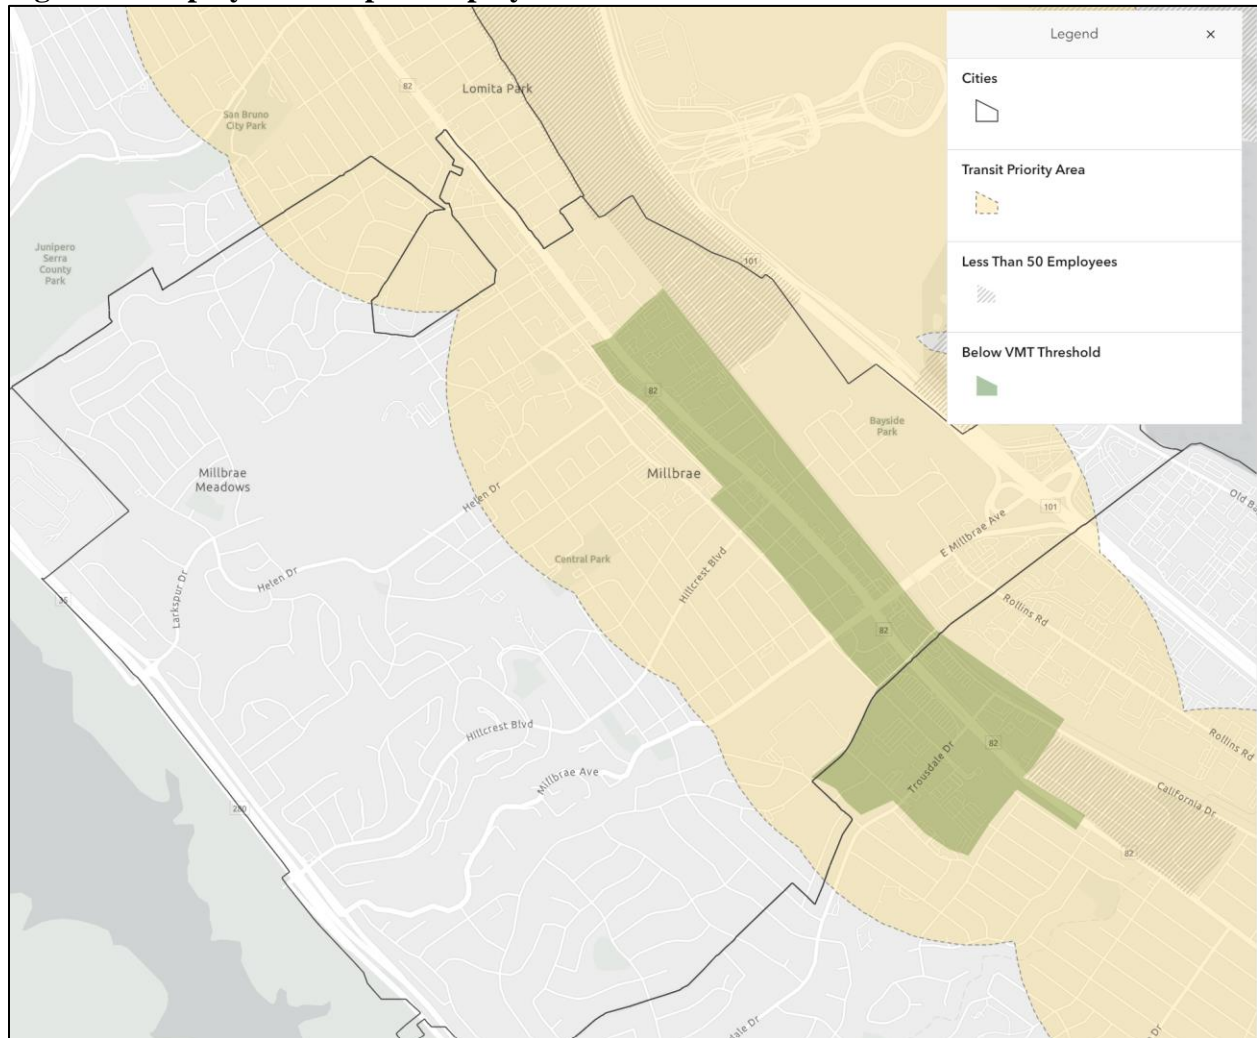 Legend ×
Cities
Transit Priority Area
Less Than 50 Employees
Below VMT Threshold
82
Lomita Park
San Bruno
City Park
Junipero
Serra
County
Park
101
82
Bayside
Park
Millbrae
Meadows
Millbrae
Helen Dr
101
Old
E Millbrae Ave
Central Park
Hillcrest Blvd
Helen Dr
Larkspur Dr
35
Rollins Rd
82
Hillcrest Blvd
82
Rollins Rd
Trousdale Dr
Millbrae Ave
California Dr
280
82
dale Dr
Dr